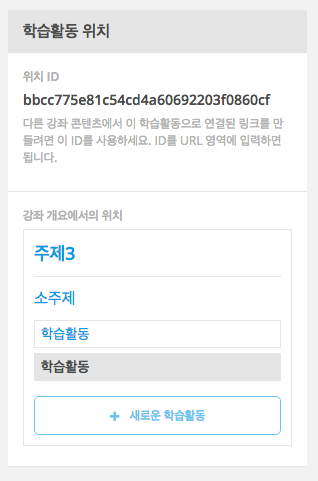 학습활동 위치
위치 ID
bbcc775e81c54cd4a60692203f0860cf
다른 강좌 콘텐츠에서 이 학습활동으로 연결된 링크를 만
들려면 이 ID를 사용하세요. ID를 URL 영역에 입력하면
됩니다.
강좌 개요에서의 위치
주제3
소주제
학습활동
학습활동
+ 새로운 학습활동